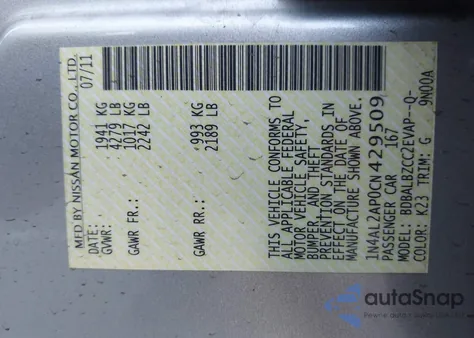 MFD BY NISSAN MOTOR CO., LTD.
DATE: 07/11
GVWR: 1941 KG
4279 LB
GAWR FR.: 1017 KG
2242 LB
GAWR RR.: 993 KG
2189 LB
THIS VEHICLE CONFORMS TO
ALL APPLICABLE FEDERAL
MOTOR VEHICLE SAFETY,
BUMPER, AND THEFT
PREVENTION STANDARDS IN
EFFECT ON THE DATE OF
MANUFACTURE SHOWN ABOVE.
1N4AL2AP0CN429509
PASSENGER CAR 167
MODEL: BDBALBZCC2EVAP--Q-
COLOR: K23 TRIM: G 9N00A
autoSnap